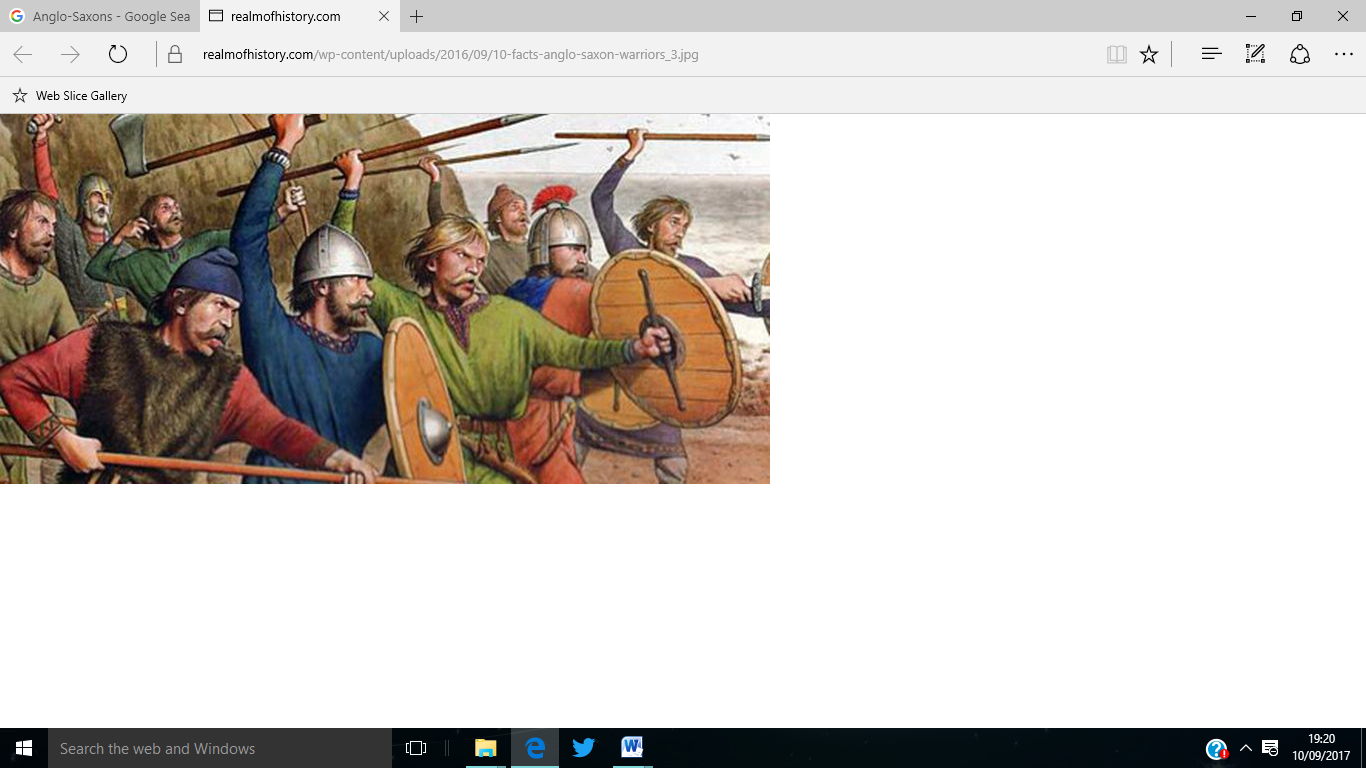 Anglo-Saxons - Google Sea
realmofhistory.com
realmofhistory.com/wp-content/uploads/2016/09/10-facts-anglo-saxon-warriors_3.jpg
Web Slice Gallery
Search the web and Windows
19:20
10/09/2017